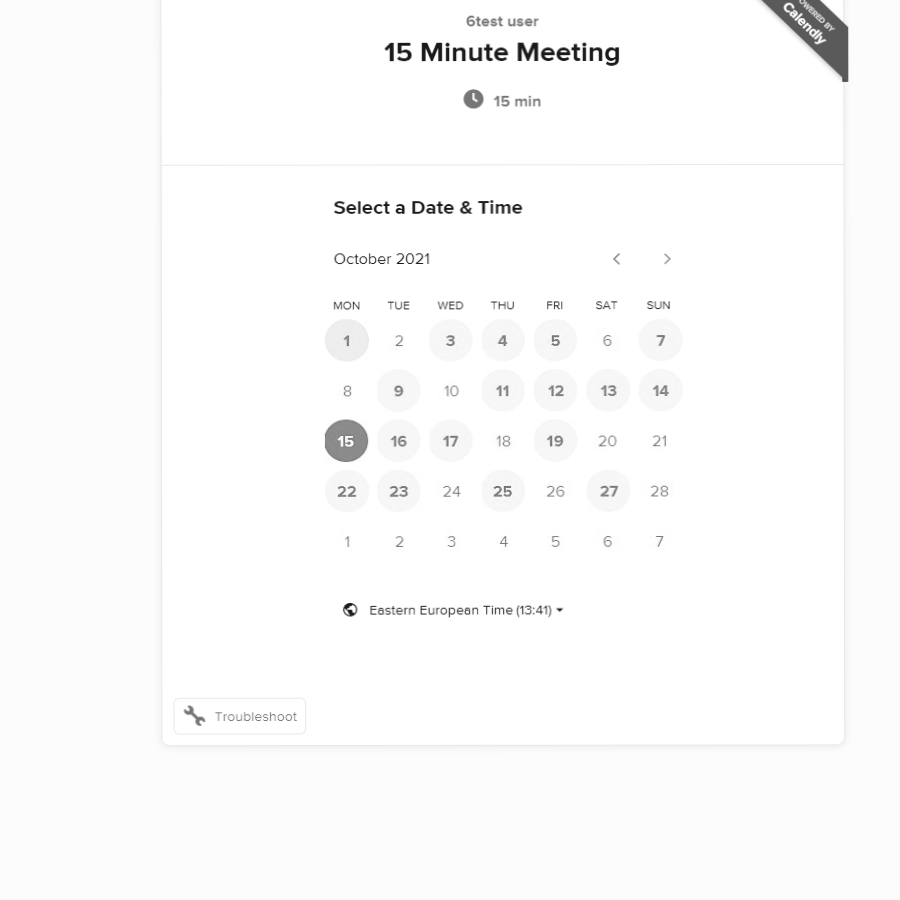 6test user
15 Minute Meeting
POWERED BY
Calendly
15 min
Select a Date & Time
October 2021
MON TUE WED THU FRI SAT SUN
1 2 3 4 5 6 7
8 9 10 11 12 13 14
15 16 17 18 19 20 21
22 23 24 25 26 27 28
1 2 3 4 5 6 7
Eastern European Time (13:41)
Troubleshoot